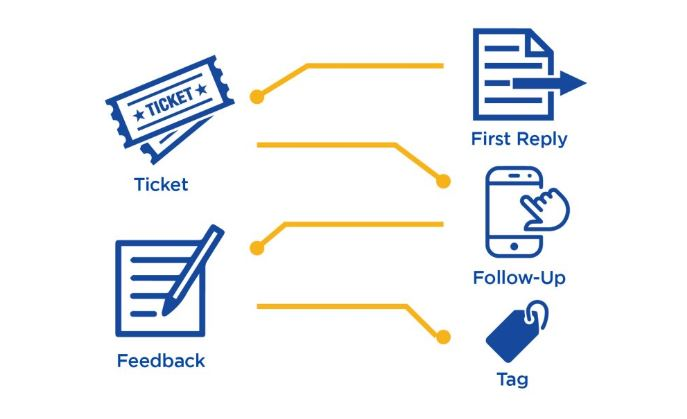 TICKET
Ticket
Feedback
First Reply
Follow-Up
Tag